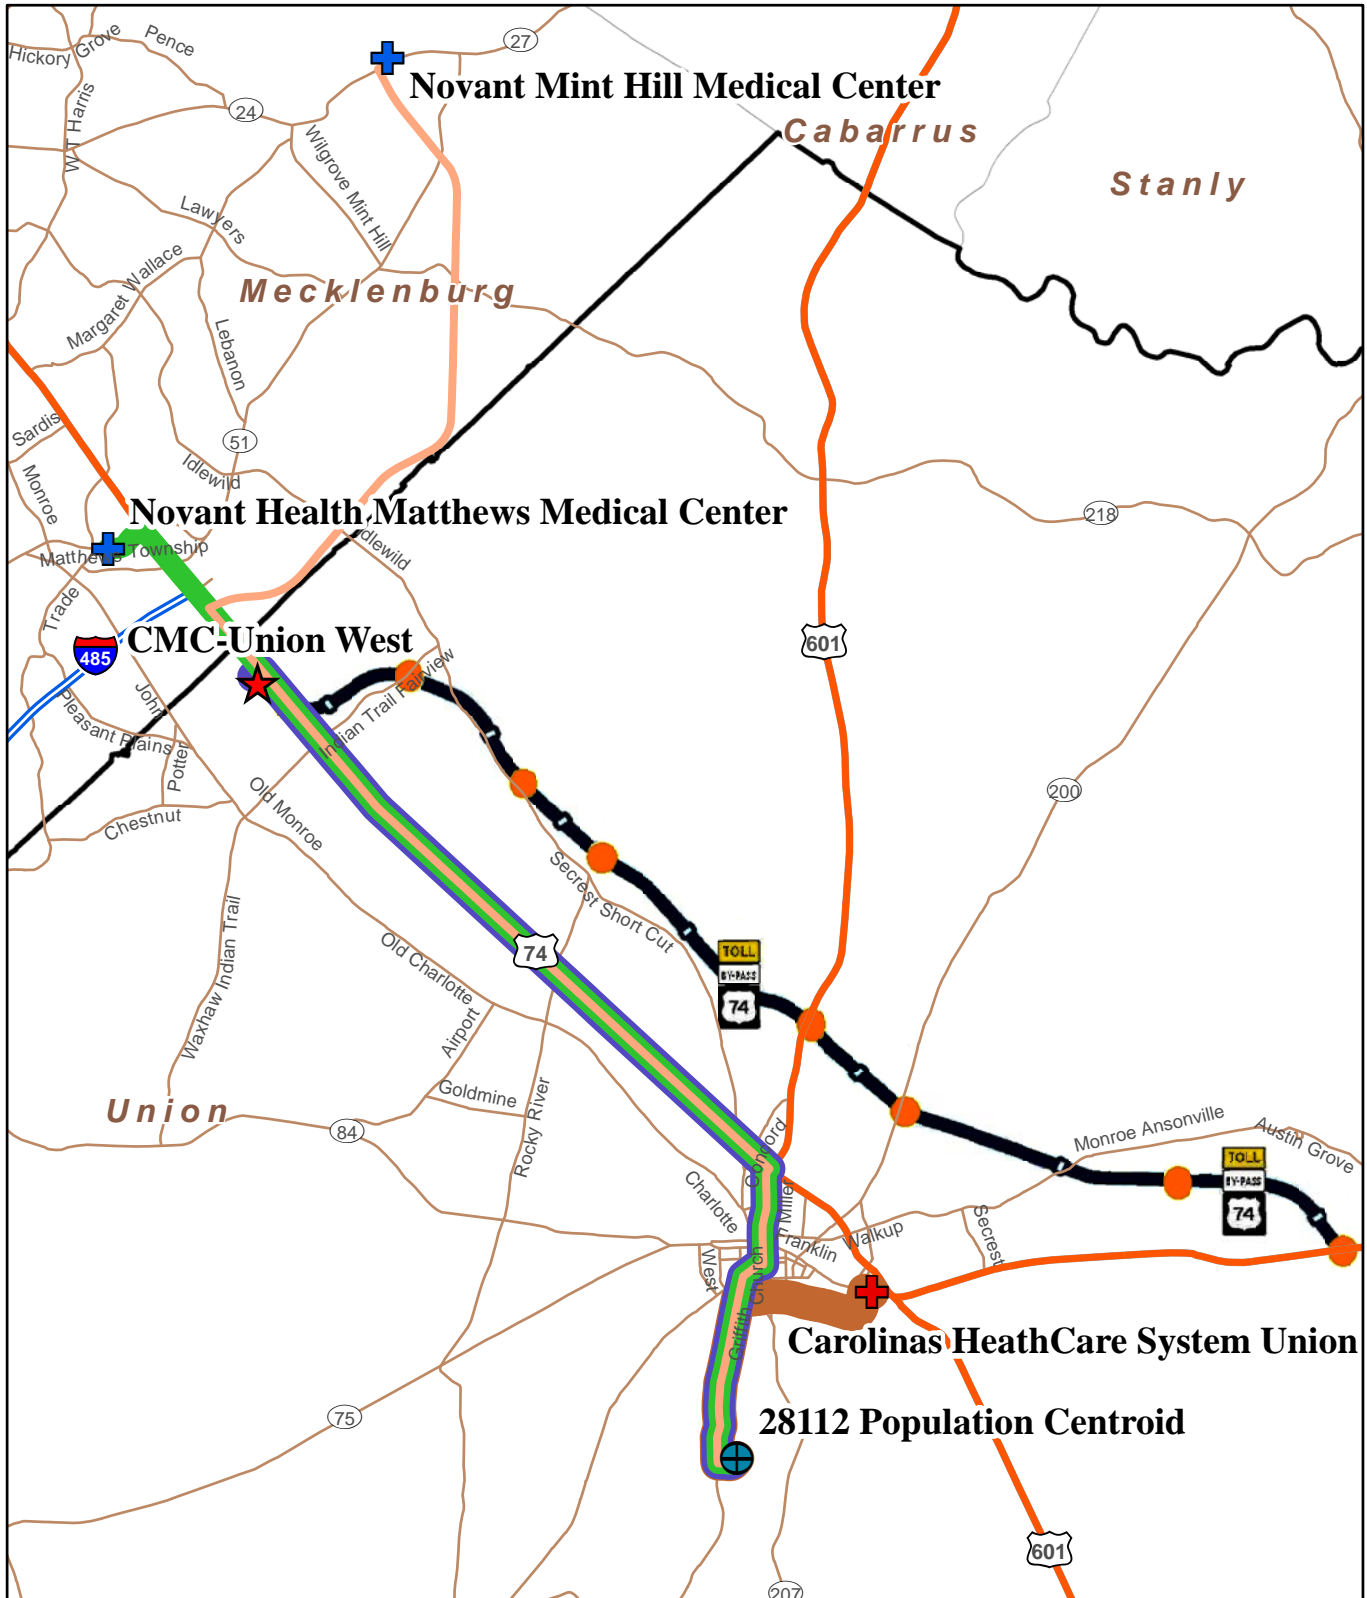 Hickory Grove
Pence
27
Novant Mint Hill Medical Center
W T Harris
24
Cabarrus
Wilgrove Mint Hill
Stanly
Lawyers
Margaret Wallace
Mecklenburg
Lebanon
Sardis
51
Monroe
Idlewild
Novant Health Matthews Medical Center
218
Idlewild
Matthews Township
Trade
CMC-Union West
601
485
Indian Trail Fairview
John
Pleasant Plains
Potter
Old Monroe
200
Chestnut
Secrest Short Cut
Waxhaw Indian Trail
Old Charlotte
74
TOLL
BY-PASS
74
Airport
Goldmine
Rocky River
Union
84
Concord
Monroe Ansonville
Austin Grove
TOLL
BY-PASS
74
Charlotte
Miller
Franklin
Walkup
Secrest
West
Church
Griffith
Carolinas HeathCare System Union
28112 Population Centroid
75
601
207